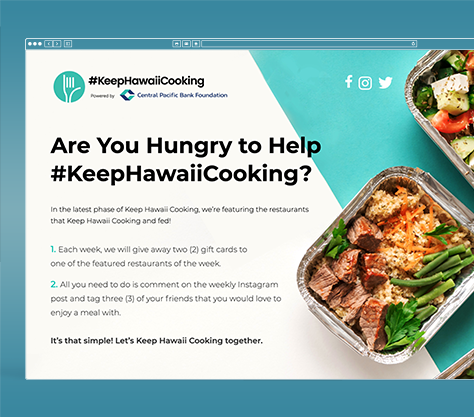 #KeepHawaiiCooking
Powered by Central Pacific Bank Foundation
Are You Hungry to Help
#KeepHawaiiCooking?
In the latest phase of Keep Hawaii Cooking, we're featuring the restaurants
that Keep Hawaii Cooking and fed!
1. Each week, we will give away two (2) gift cards to
one of the featured restaurants of the week.
2. All you need to do is comment on the weekly Instagram
post and tag three (3) of your friends that you would love to
enjoy a meal with.
It's that simple! Let's Keep Hawaii Cooking together.